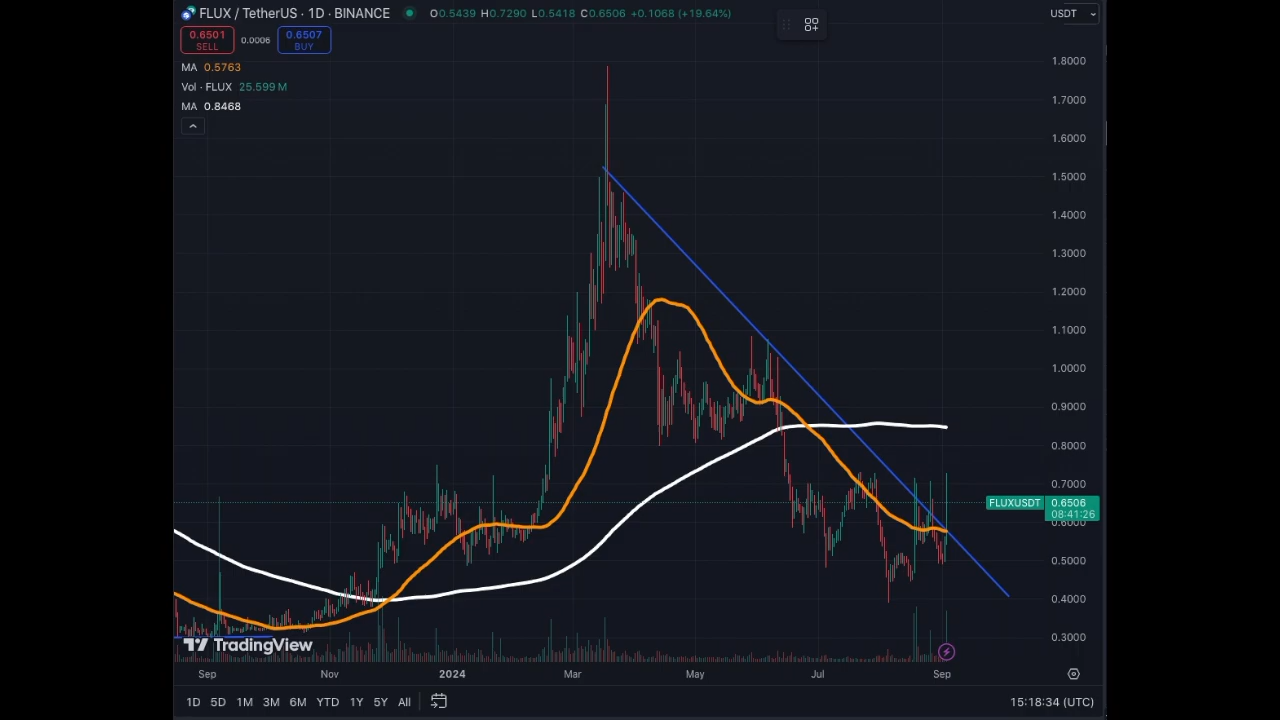 FLUX / TetherUS · 1D · BINANCE O0.5439 H0.7290 L0.5418 C0.6506 +0.1068 (+19.64%)
USDT
0.6501 0.0006 0.6507
SELL BUY
MA 0.5763
Vol · FLUX 25.599 M
MA 0.8468
1.8000
1.7000
1.6000
1.5000
1.4000
1.3000
1.2000
1.1000
1.0000
0.9000
0.8000
0.7000
FLUXUSDT 0.6506
08:41:26
0.6000
0.5000
0.4000
0.3000
TradingView
Sep Nov 2024 Mar May Jul Sep
1D 5D 1M 3M 6M YTD 1Y 5Y All 15:18:34 (UTC)